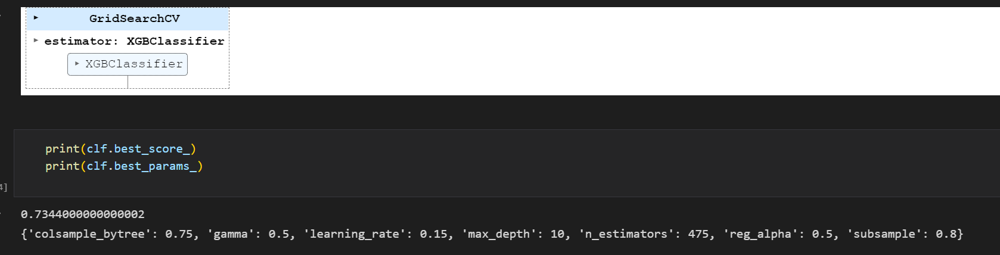 GridSearchCV
estimator: XGBClassifier
XGBClassifier
print(clf.best_score_)
print(clf.best_params_)
4]
0.7344000000000002
{'colsample_bytree': 0.75, 'gamma': 0.5, 'learning_rate': 0.15, 'max_depth': 10, 'n_estimators': 475, 'reg_alpha': 0.5, 'subsample': 0.8}